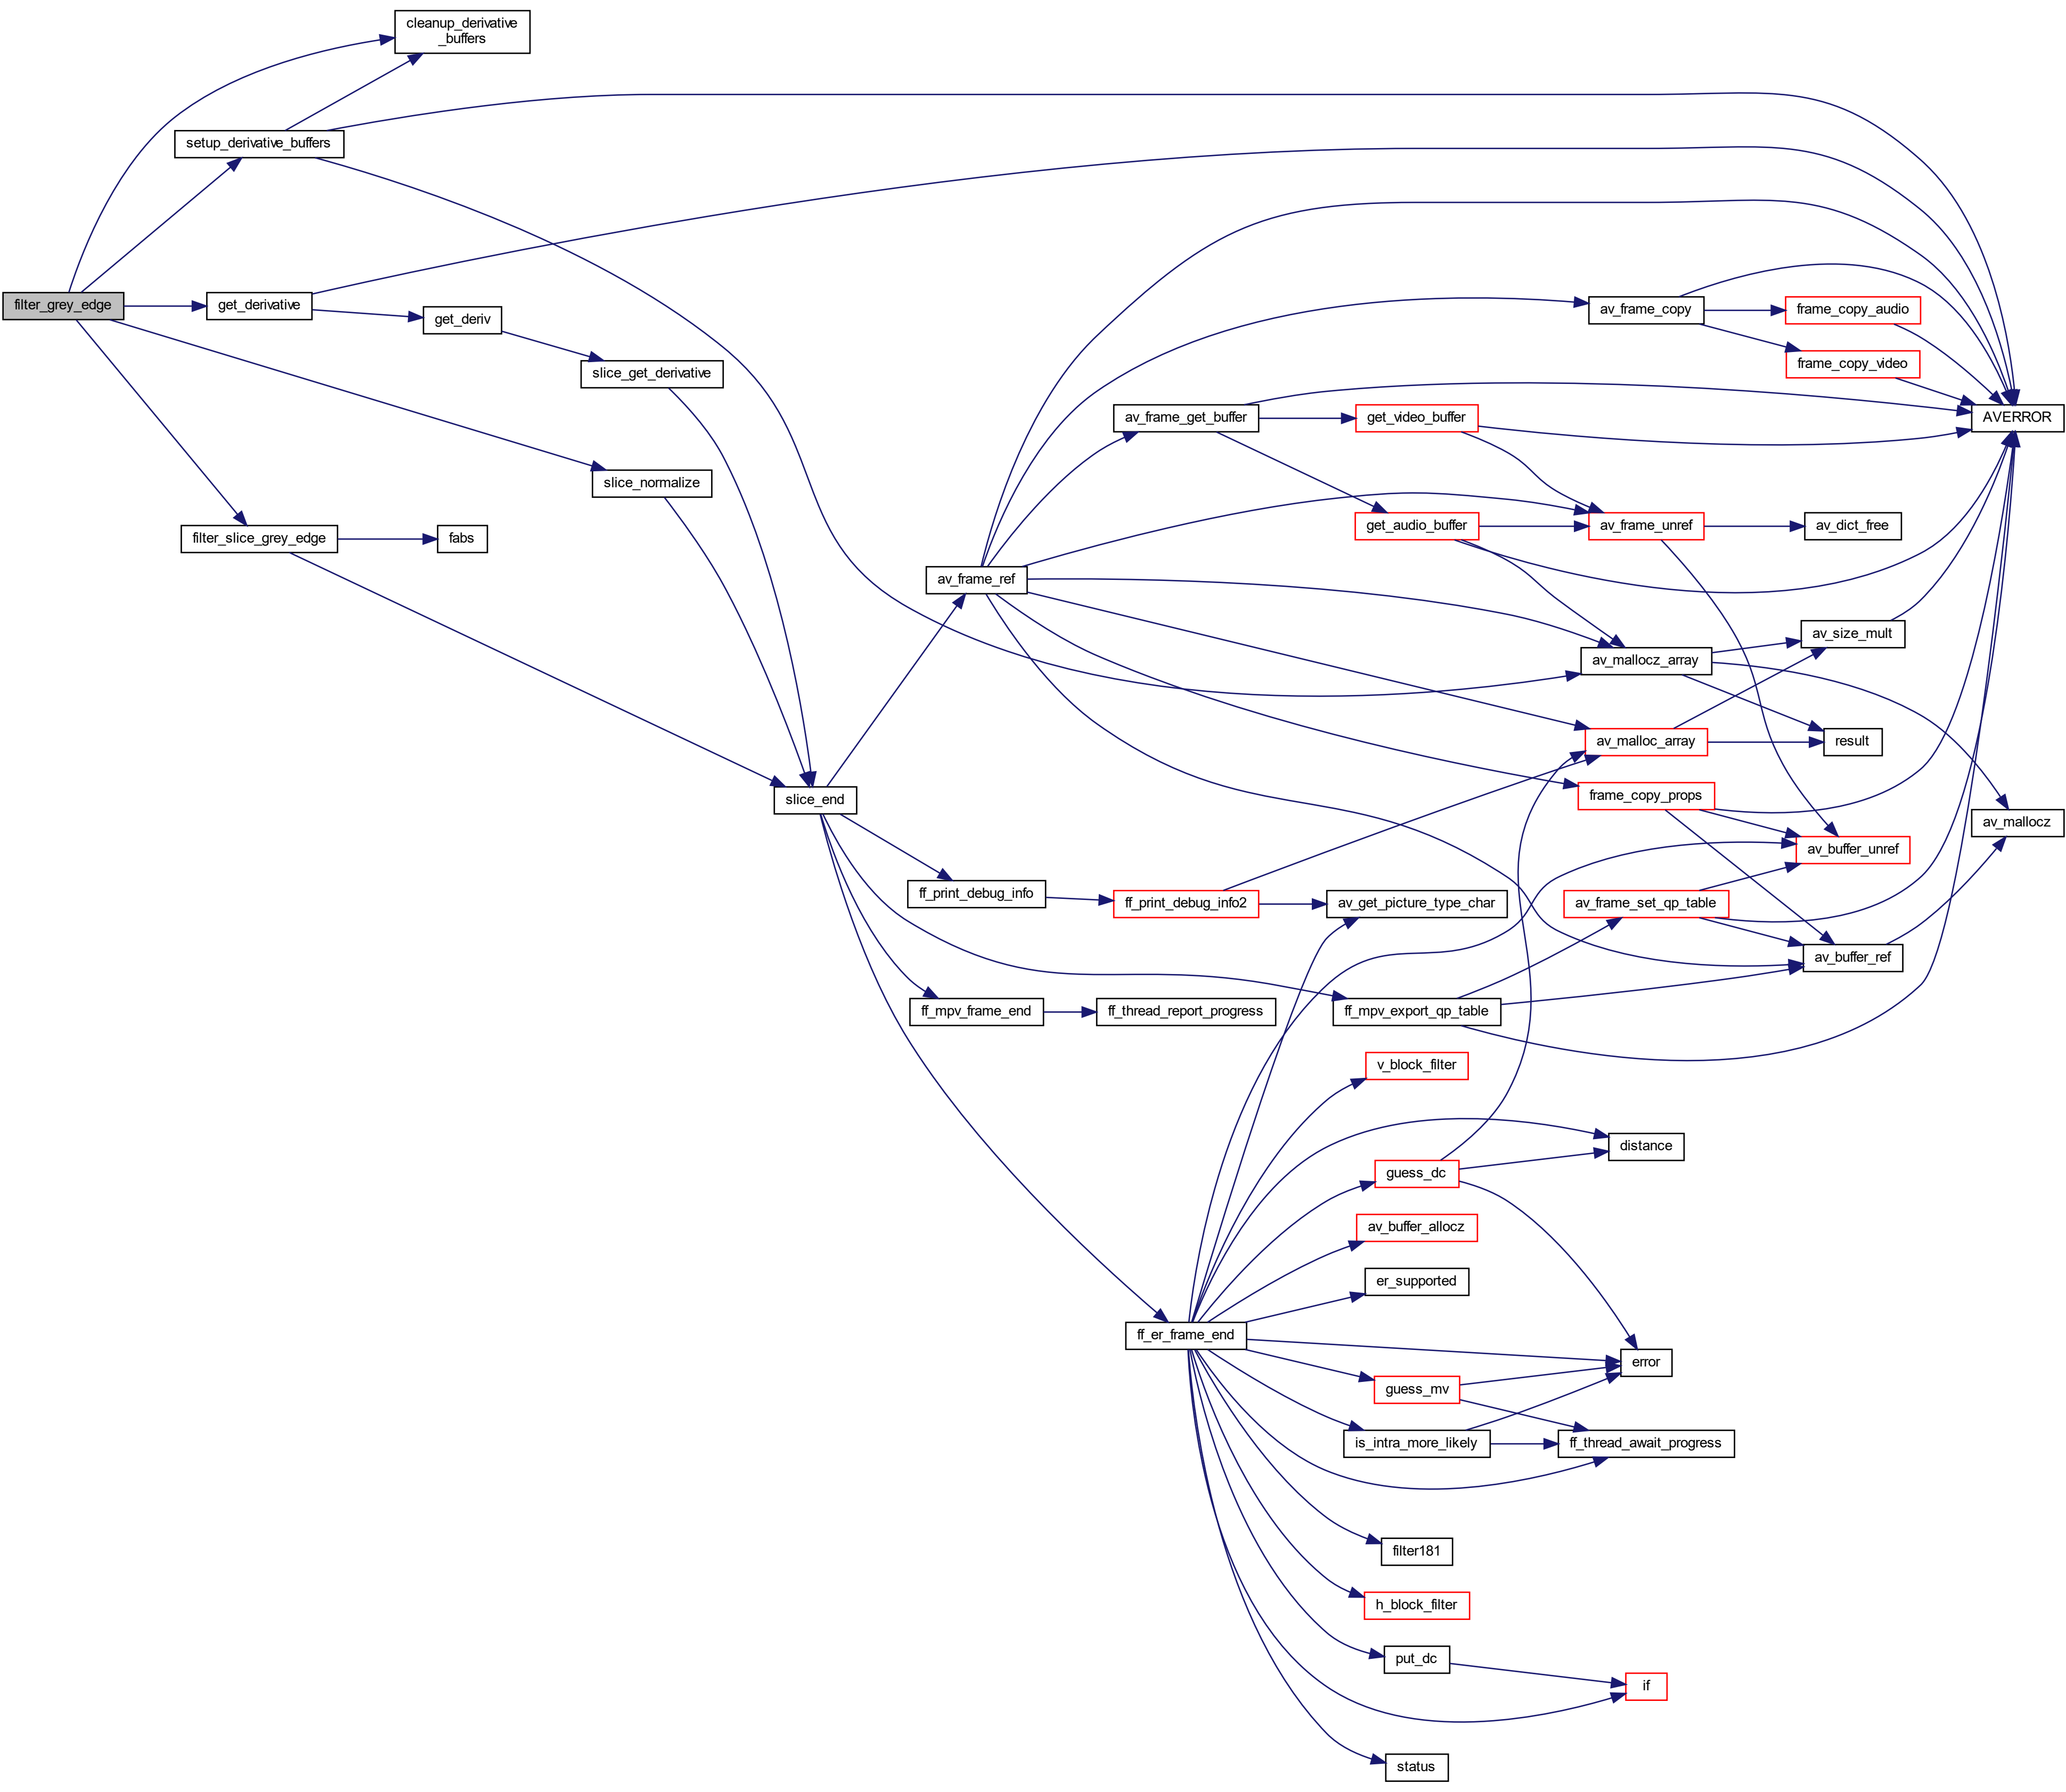 cleanup_derivative
_buffers
setup_derivative_buffers
filter_grey_edge
get_derivative
get_deriv
slice_get_derivative
slice_normalize
filter_slice_grey_edge
fabs
slice_end
av_frame_ref
ff_print_debug_info
ff_mpv_frame_end
ff_er_frame_end
av_frame_get_buffer
ff_print_debug_info2
ff_thread_report_progress
get_video_buffer
get_audio_buffer
av_get_picture_type_char
ff_mpv_export_qp_table
v_block_filter
guess_dc
av_buffer_allocz
er_supported
guess_mv
is_intra_more_likely
filter181
h_block_filter
put_dc
status
av_frame_copy
av_frame_unref
av_mallocz_array
av_malloc_array
frame_copy_props
av_frame_set_qp_table
distance
error
ff_thread_await_progress
if
frame_copy_audio
frame_copy_video
av_dict_free
av_size_mult
result
av_buffer_unref
av_buffer_ref
AVERROR
av_mallocz